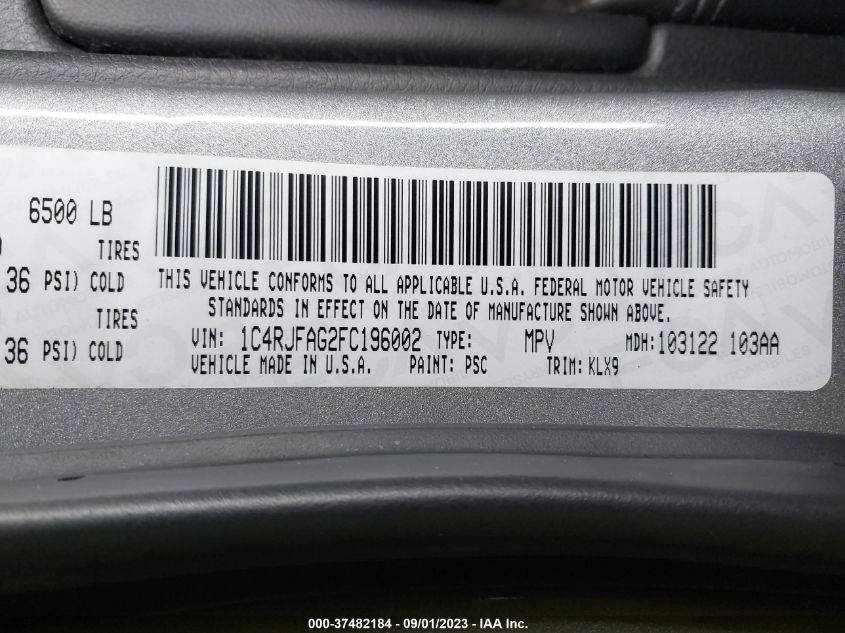 6500 LB
TIRES
36 PSI) COLD
TIRES
36 PSI) COLD
THIS VEHICLE CONFORMS TO ALL APPLICABLE U.S.A. FEDERAL MOTOR VEHICLE SAFETY
STANDARDS IN EFFECT ON THE DATE OF MANUFACTURE SHOWN ABOVE.
VIN: 1C4RJFAG2FC196002 TYPE: MPV MDH: 103122 103AA
VEHICLE MADE IN U.S.A. PAINT: PSC TRIM: KLX9
000-37482184 - 09/01/2023 - IAA Inc.